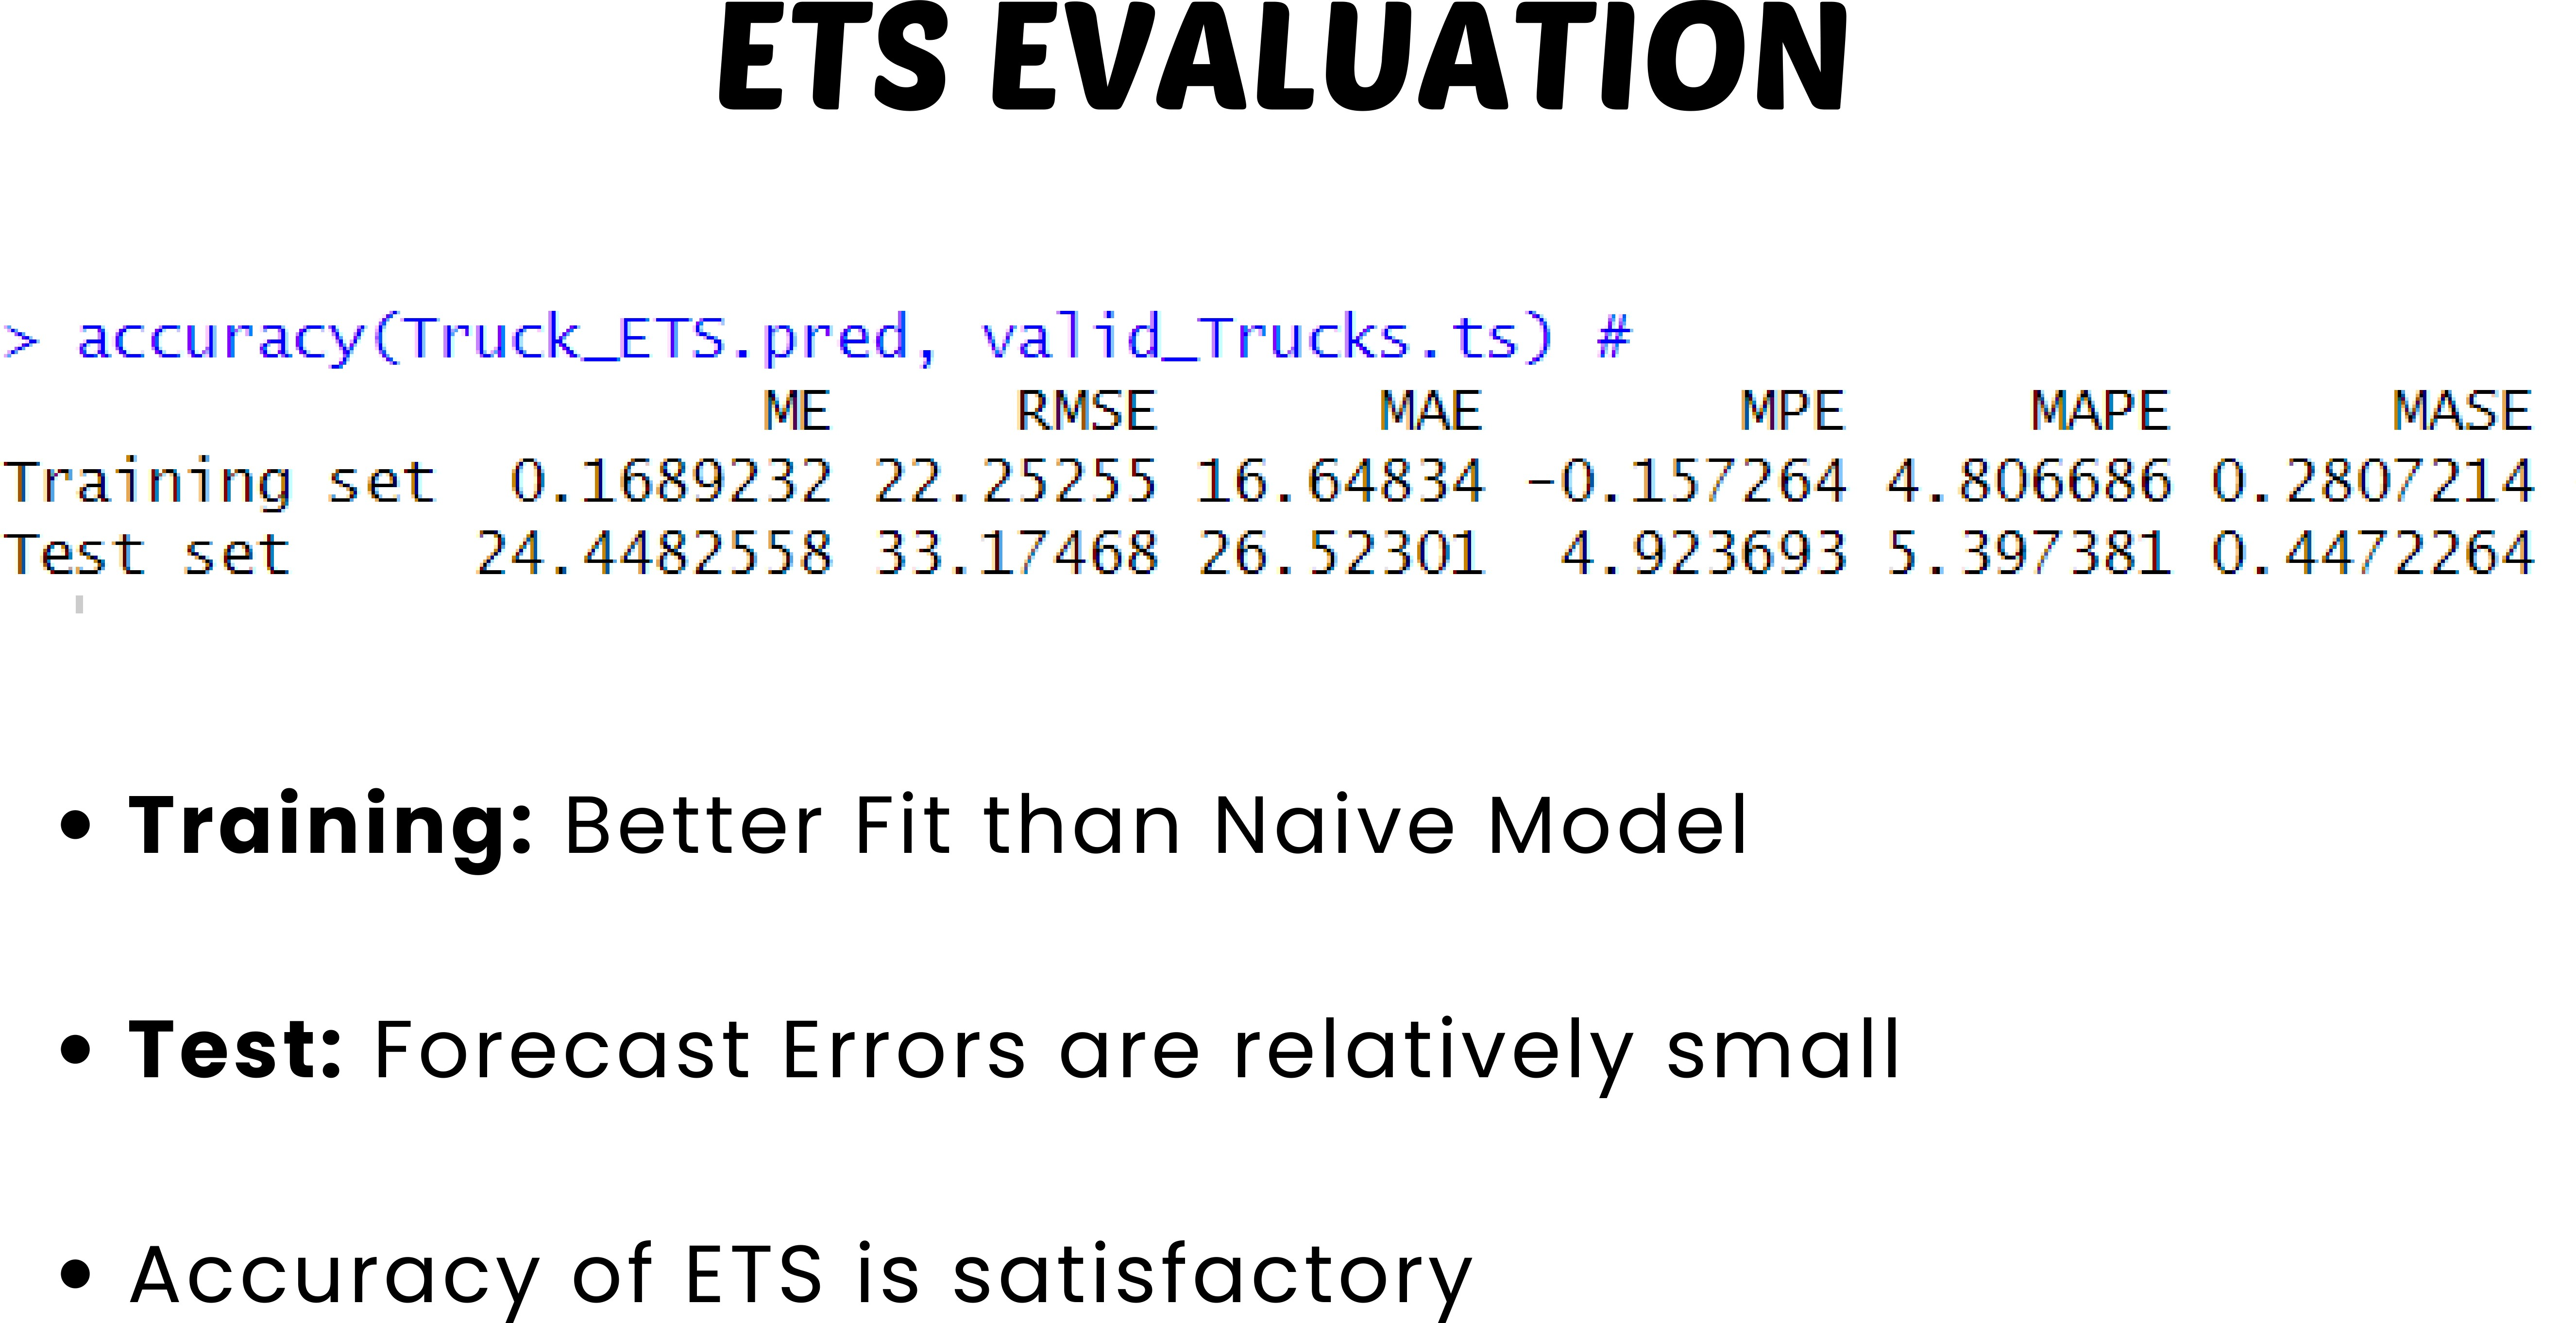 ETS EVALUATION
> accuracy(Truck_ETS.pred, valid_Trucks.ts) #
ME RMSE MAE MPE MAPE MASE
Training set 0.1689232 22.25255 16.64834 -0.157264 4.806686 0.2807214
Test set 24.4482558 33.17468 26.52301 4.923693 5.397381 0.4472264
• Training: Better Fit than Naive Model
• Test: Forecast Errors are relatively small
• Accuracy of ETS is satisfactory